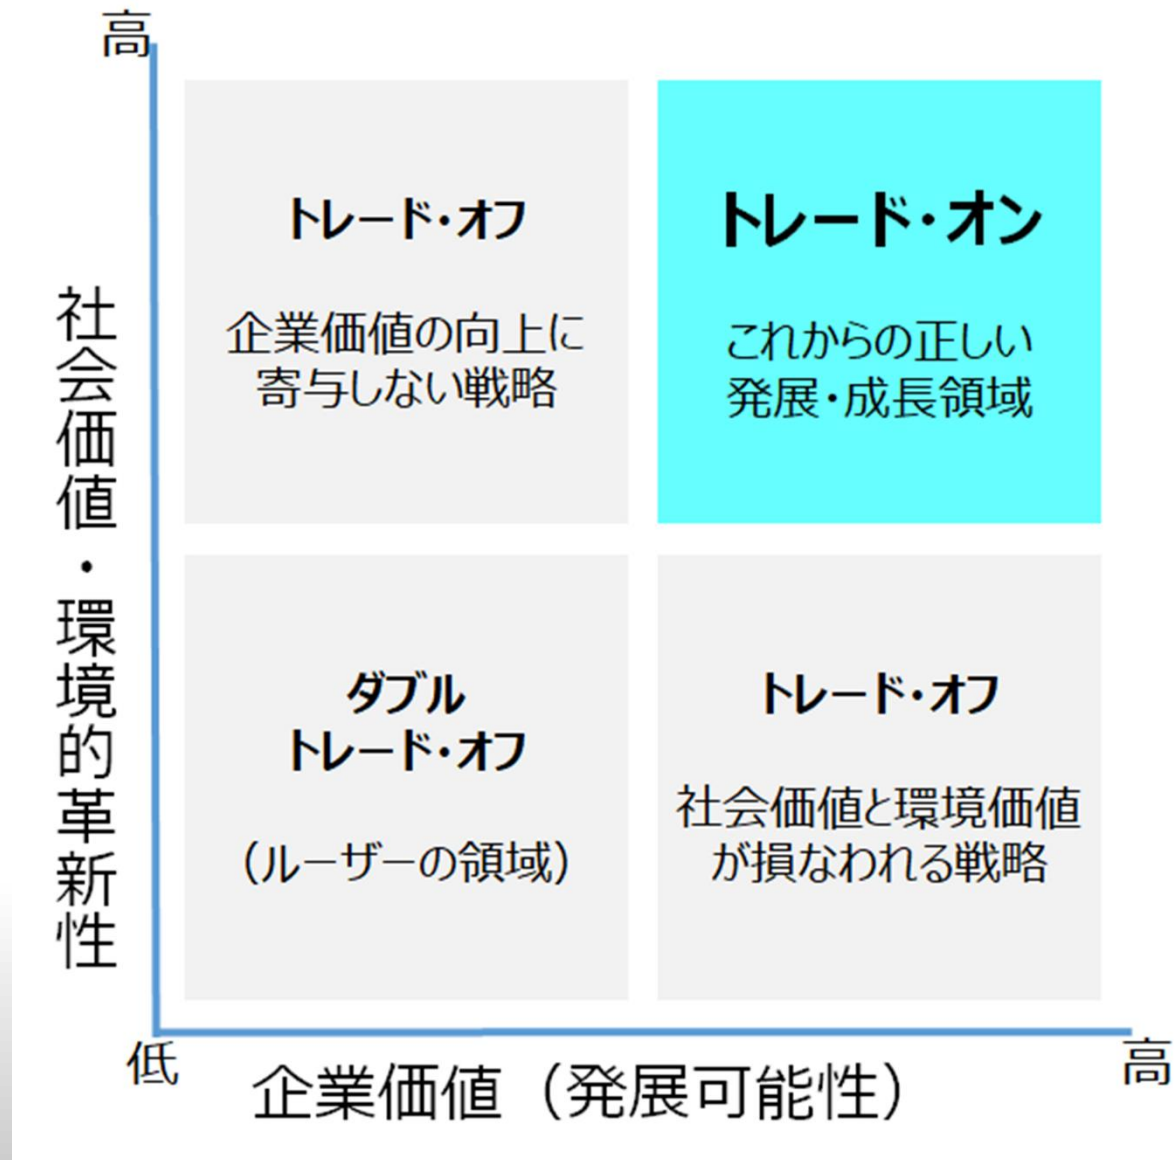 高
社会価値・環境的革新性
トレード・オフ
企業価値の向上に
寄与しない戦略
トレード・オン
これからの正しい
発展・成長領域
ダブル
トレード・オフ
（ルーザーの領域）
トレード・オフ
社会価値と環境価値
が損なわれる戦略
低
企業価値（発展可能性）
高